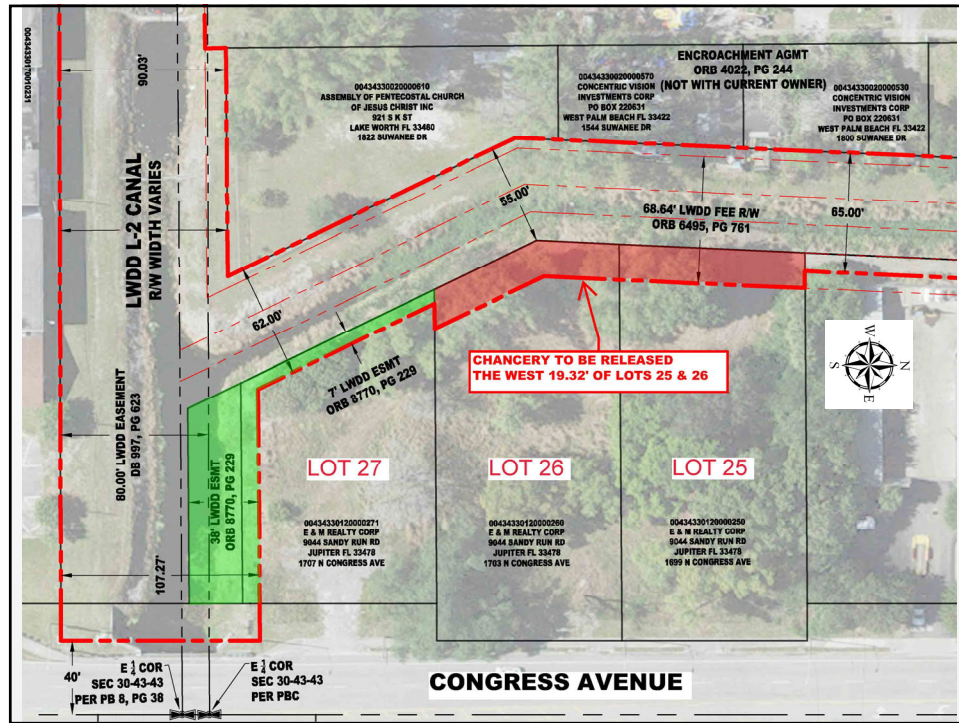 00434330170010231
90.03'
LWDD L-2 CANAL
R/W WIDTH VARIES
00434330020000610
ASSEMBLY OF PENTECOSTAL CHURCH
OF JESUS CHRIST INC
921 S K ST
LAKE WORTH FL 33460
1822 SUWANEE DR
00434330020000570
CONCENTRIC VISION
INVESTMENTS CORP
PO BOX 220631
WEST PALM BEACH FL 33422
1544 SUWANEE DR
ENCROACHMENT AGMT
ORB 4022, PG 244
(NOT WITH CURRENT OWNER)
00434330020000530
CONCENTRIC VISION
INVESTMENTS CORP
PO BOX 220631
WEST PALM BEACH FL 33422
1800 SUWANEE DR
55.00'
68.64' LWDD FEE R/W
ORB 6495, PG 761
65.00'
62.00'
7' LWDD ESMT
ORB 8770, PG 229
CHANCERY TO BE RELEASED
THE WEST 19.32' OF LOTS 25 & 26
W
N
S
E
80.00' LWDD EASEMENT
DB 997, PG 623
38' LWDD ESMT
ORB 8770, PG 229
LOT 27
LOT 26
LOT 25
00434330120000271
E & M REALTY CORP
9044 SANDY RUN RD
JUPITER FL 33478
1707 N CONGRESS AVE
00434330120000260
E & M REALTY CORP
9044 SANDY RUN RD
JUPITER FL 33478
1703 N CONGRESS AVE
00434330120000250
E & M REALTY CORP
9044 SANDY RUN RD
JUPITER FL 33478
1699 N CONGRESS AVE
107.27'
40'
E 1/4 COR
SEC 30-43-43
PER PB 8, PG 38
E 1/4 COR
SEC 30-43-43
PER PBC
CONGRESS AVENUE